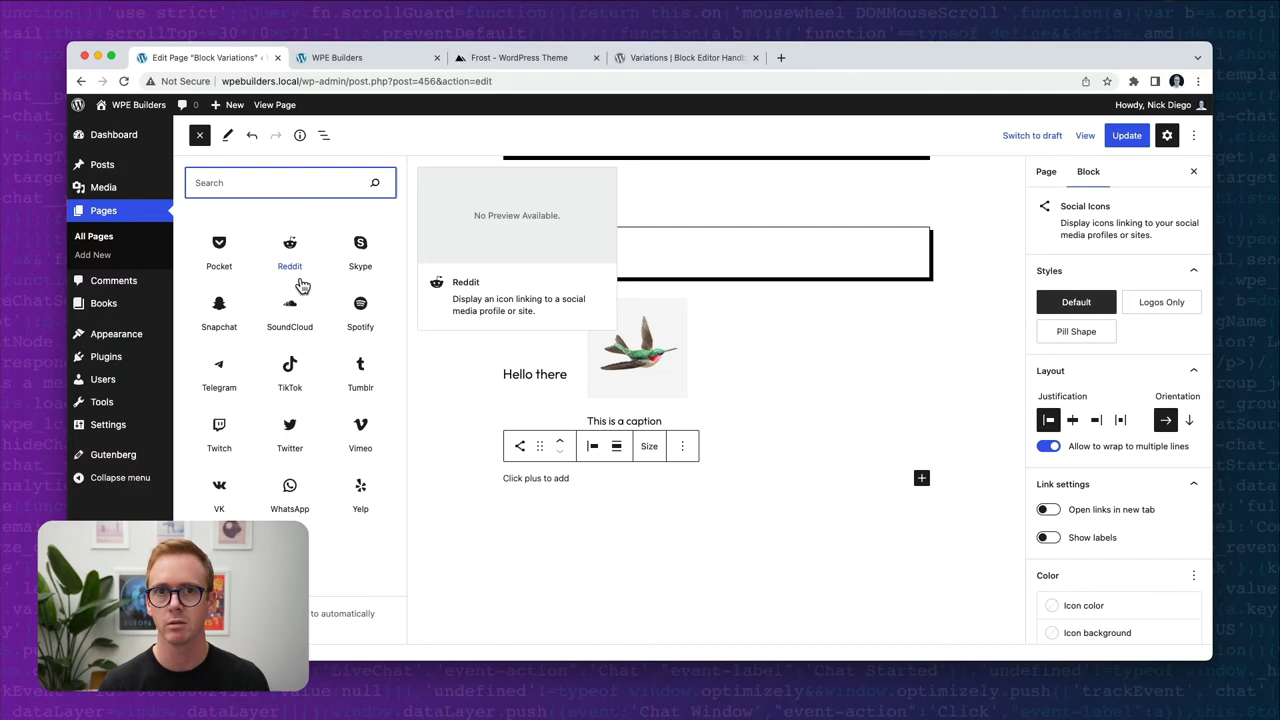 Edit Page "Block Variations" ‹
WPE Builders
Frost - WordPress Theme
Variations | Block Editor Handb
Not Secure
wpebuilders.local/wp-admin/post.php?post=456&action=edit
WPE Builders
0
New
View Page
Howdy, Nick Diego
Dashboard
Posts
Media
Pages
All Pages
Add New
Comments
Books
Appearance
Plugins
Users
Tools
Settings
Gutenberg
Collapse menu
Switch to draft
View
Update
Search
Pocket
Reddit
Skype
Snapchat
SoundCloud
Spotify
Telegram
TikTok
Tumblr
Twitch
Twitter
Vimeo
VK
WhatsApp
Yelp
to automatically
No Preview Available.
Reddit
Display an icon linking to a social
media profile or site.
Hello there
This is a caption
Size
Click plus to add
Page
Block
Social Icons
Display icons linking to your social
media profiles or sites.
Styles
Default
Logos Only
Pill Shape
Layout
Justification
Orientation
Allow to wrap to multiple lines
Link settings
Open links in new tab
Show labels
Color
Icon color
Icon background